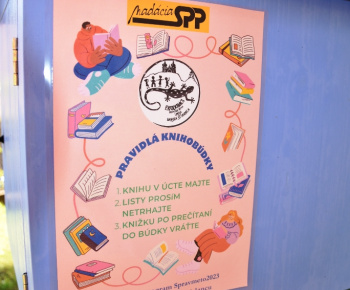 Nadácia SPP
PRAVIDLÁ KNIHOBÚDKY
1. KNIHU V ÚCTE MAJTE
2. LISTY PROSÍM
NETRHAJTE
3. KNIŽKU PO PREČÍTANÍ
DO BÚDKY VRÁŤTE
Spravmeto2023